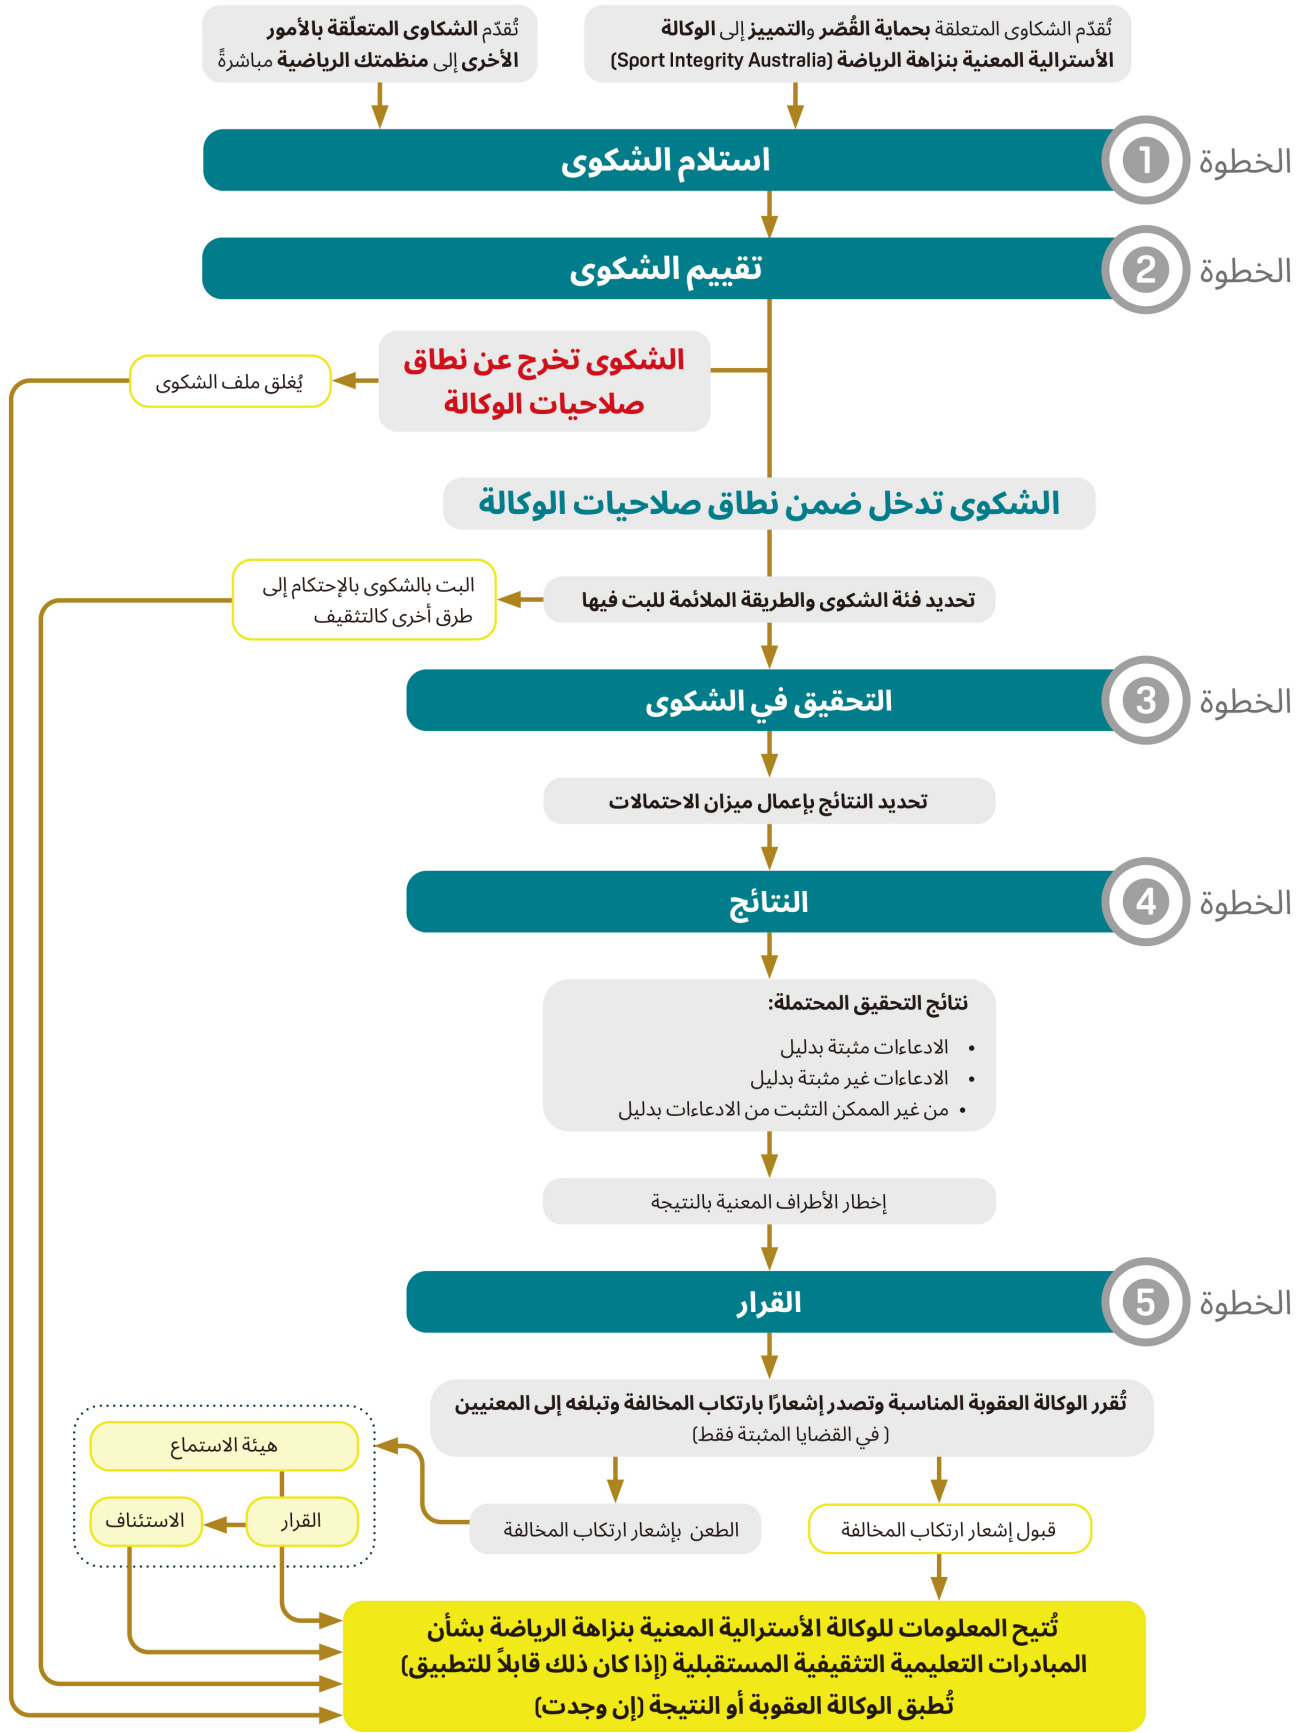 تُقدّم الشكاوى المتعلقة بحماية القُصّر والتمييز إلى الوكالة
الأسترالية المعنية بنزاهة الرياضة (Sport Integrity Australia)
تُقدّم الشكاوى المتعلّقة بالأمور
الأخرى إلى منظمتك الرياضية مباشرةً
الخطوة 1
استلام الشكوى
الخطوة 2
تقييم الشكوى
الشكوى تخرج عن نطاق
صلاحيات الوكالة
يُغلق ملف الشكوى
الشكوى تدخل ضمن نطاق صلاحيات الوكالة
تحديد فئة الشكوى والطريقة الملائمة للبت فيها
البت بالشكوى بالإحتكام إلى
طرق أخرى كالتثقيف
الخطوة 3
التحقيق في الشكوى
تحديد النتائج بإعمال ميزان الاحتمالات
الخطوة 4
النتائج
نتائج التحقيق المحتملة:
• الادعاءات مثبتة بدليل
• الادعاءات غير مثبتة بدليل
• من غير الممكن التثبت من الادعاءات بدليل
إخطار الأطراف المعنية بالنتيجة
الخطوة 5
القرار
تُقرر الوكالة العقوبة المناسبة وتصدر إشعارًا بارتكاب المخالفة وتبلغه إلى المعنيين
( في القضايا المثبتة فقط)
قبول إشعار ارتكاب المخالفة
الطعن بإشعار ارتكاب المخالفة
هيئة الاستماع
القرار
الاستئناف
تُتيح المعلومات للوكالة الأسترالية المعنية بنزاهة الرياضة بشأن
المبادرات التعليمية التثقيفية المستقبلية (إذا كان ذلك قابلاً للتطبيق)
تُطبق الوكالة العقوبة أو النتيجة (إن وجدت)